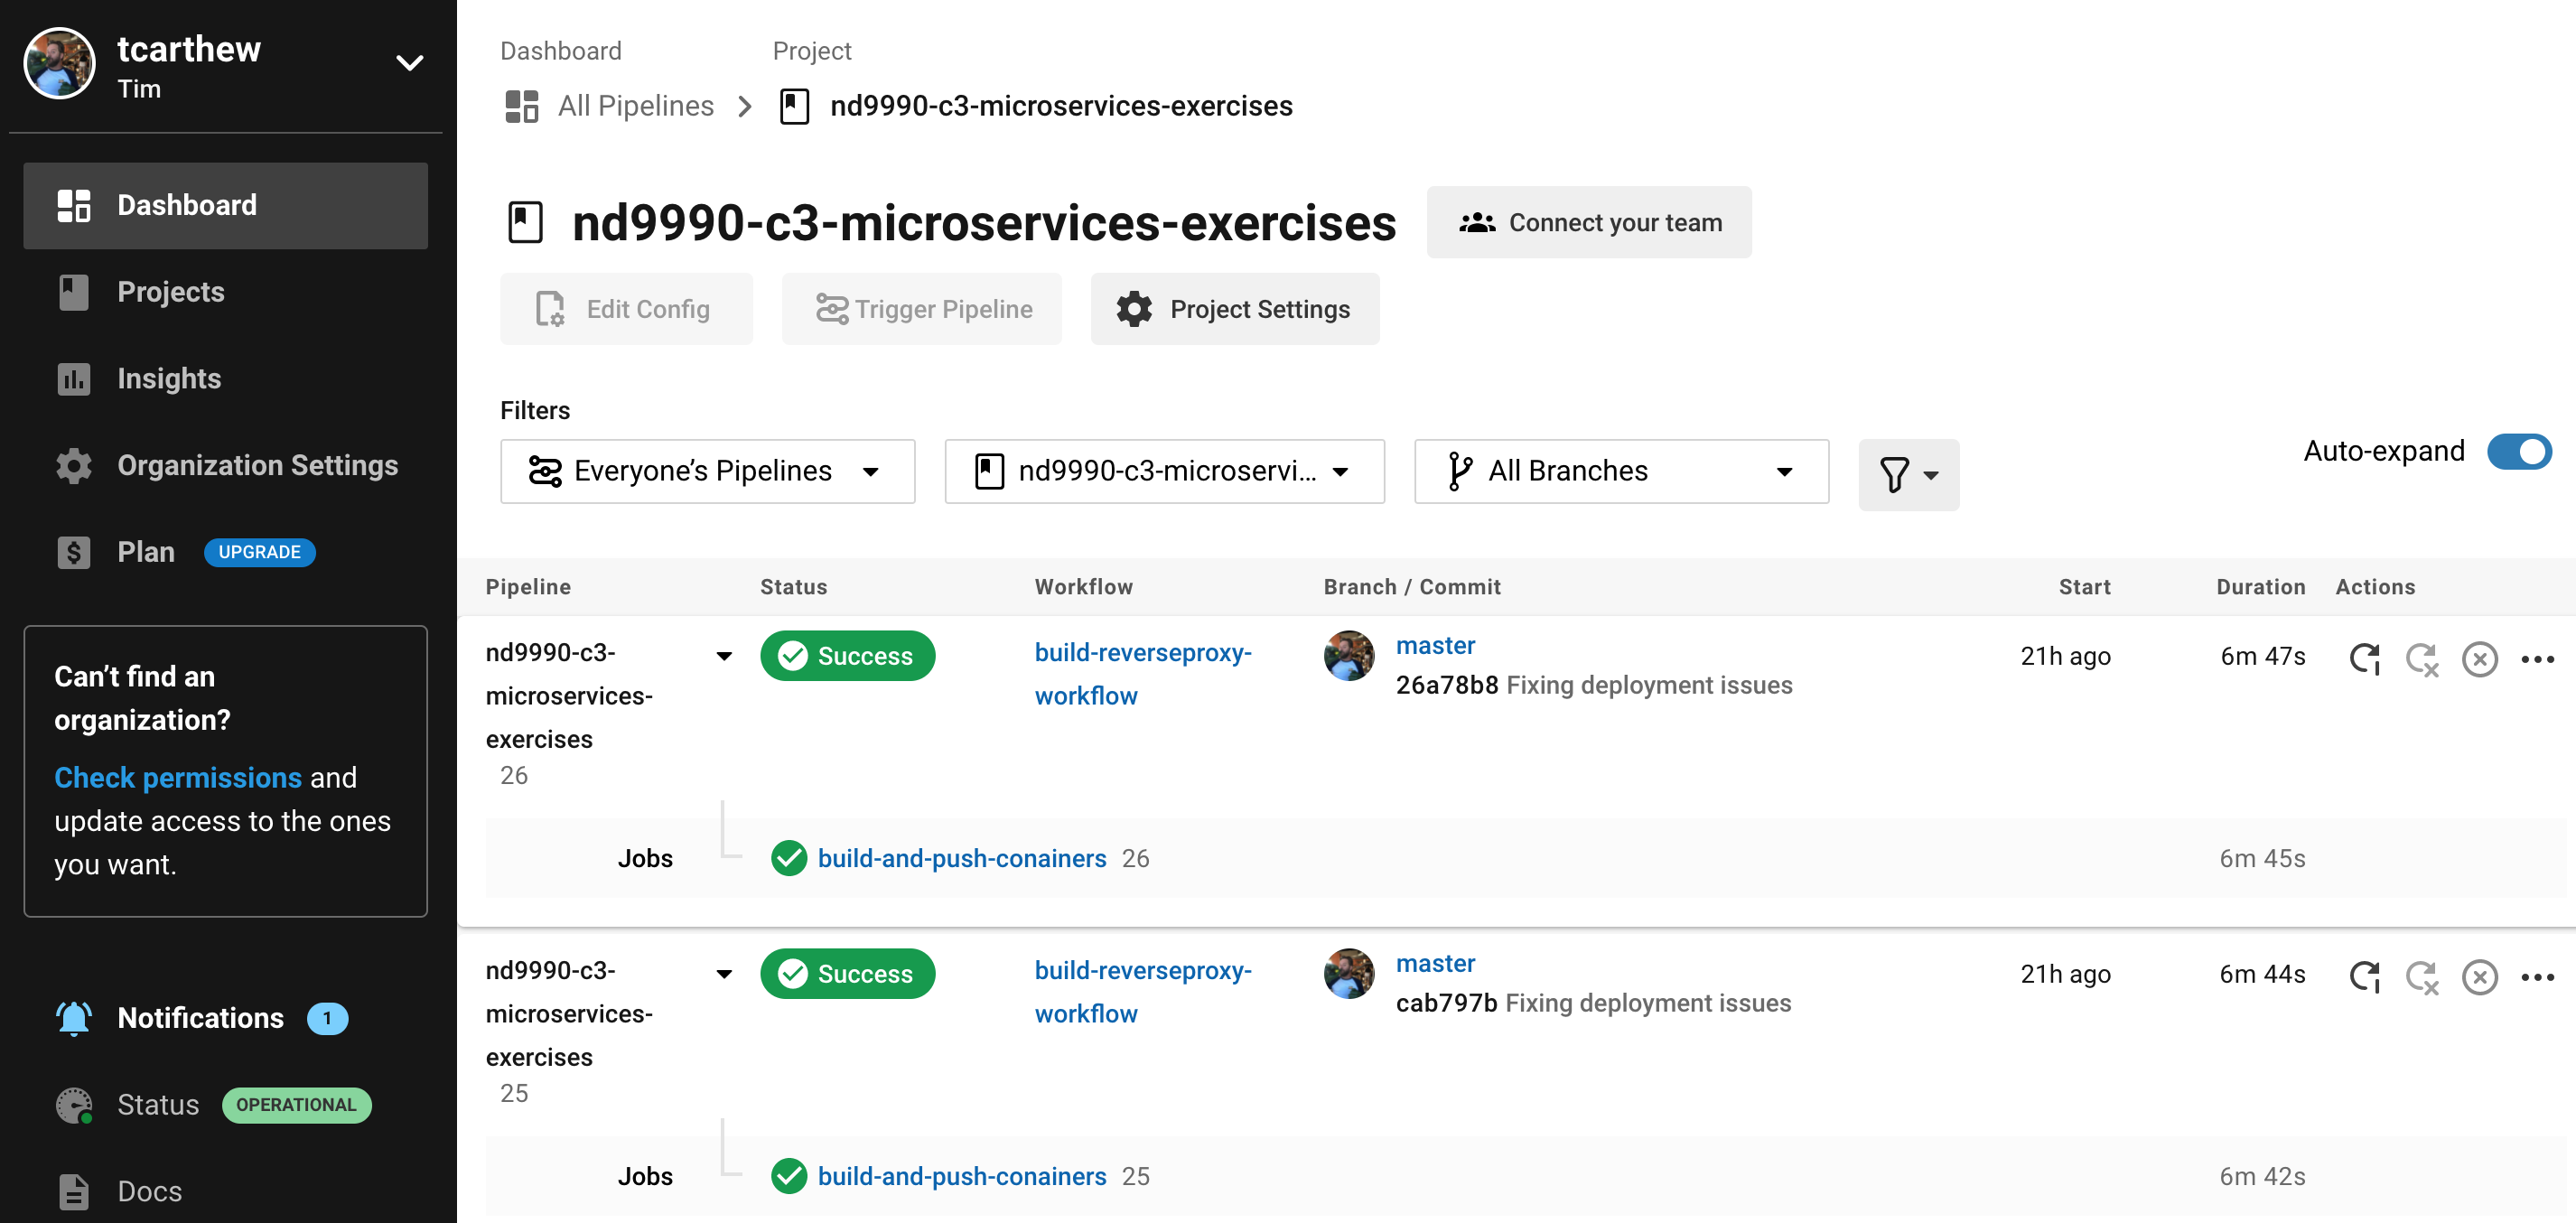 tcarthew
Tim
Dashboard
Projects
Insights
Organization Settings
Plan UPGRADE
Can’t find an
organization?
Check permissions and
update access to the ones
you want.
Notifications 1
Status OPERATIONAL
Docs
Dashboard Project
All Pipelines nd9990-c3-microservices-exercises
nd9990-c3-microservices-exercises Connect your team
Edit Config Trigger Pipeline Project Settings
Filters
Everyone’s Pipelines nd9990-c3-microservi... All Branches Auto-expand
Pipeline Status Workflow Branch / Commit Start Duration Actions
nd9990-c3-
microservices-
exercises
26
Success
build-reverseproxy-
workflow
master
26a78b8 Fixing deployment issues
21h ago
6m 47s
Jobs build-and-push-conainers 26 6m 45s
nd9990-c3-
microservices-
exercises
25
Success
build-reverseproxy-
workflow
master
cab797b Fixing deployment issues
21h ago
6m 44s
Jobs build-and-push-conainers 25 6m 42s